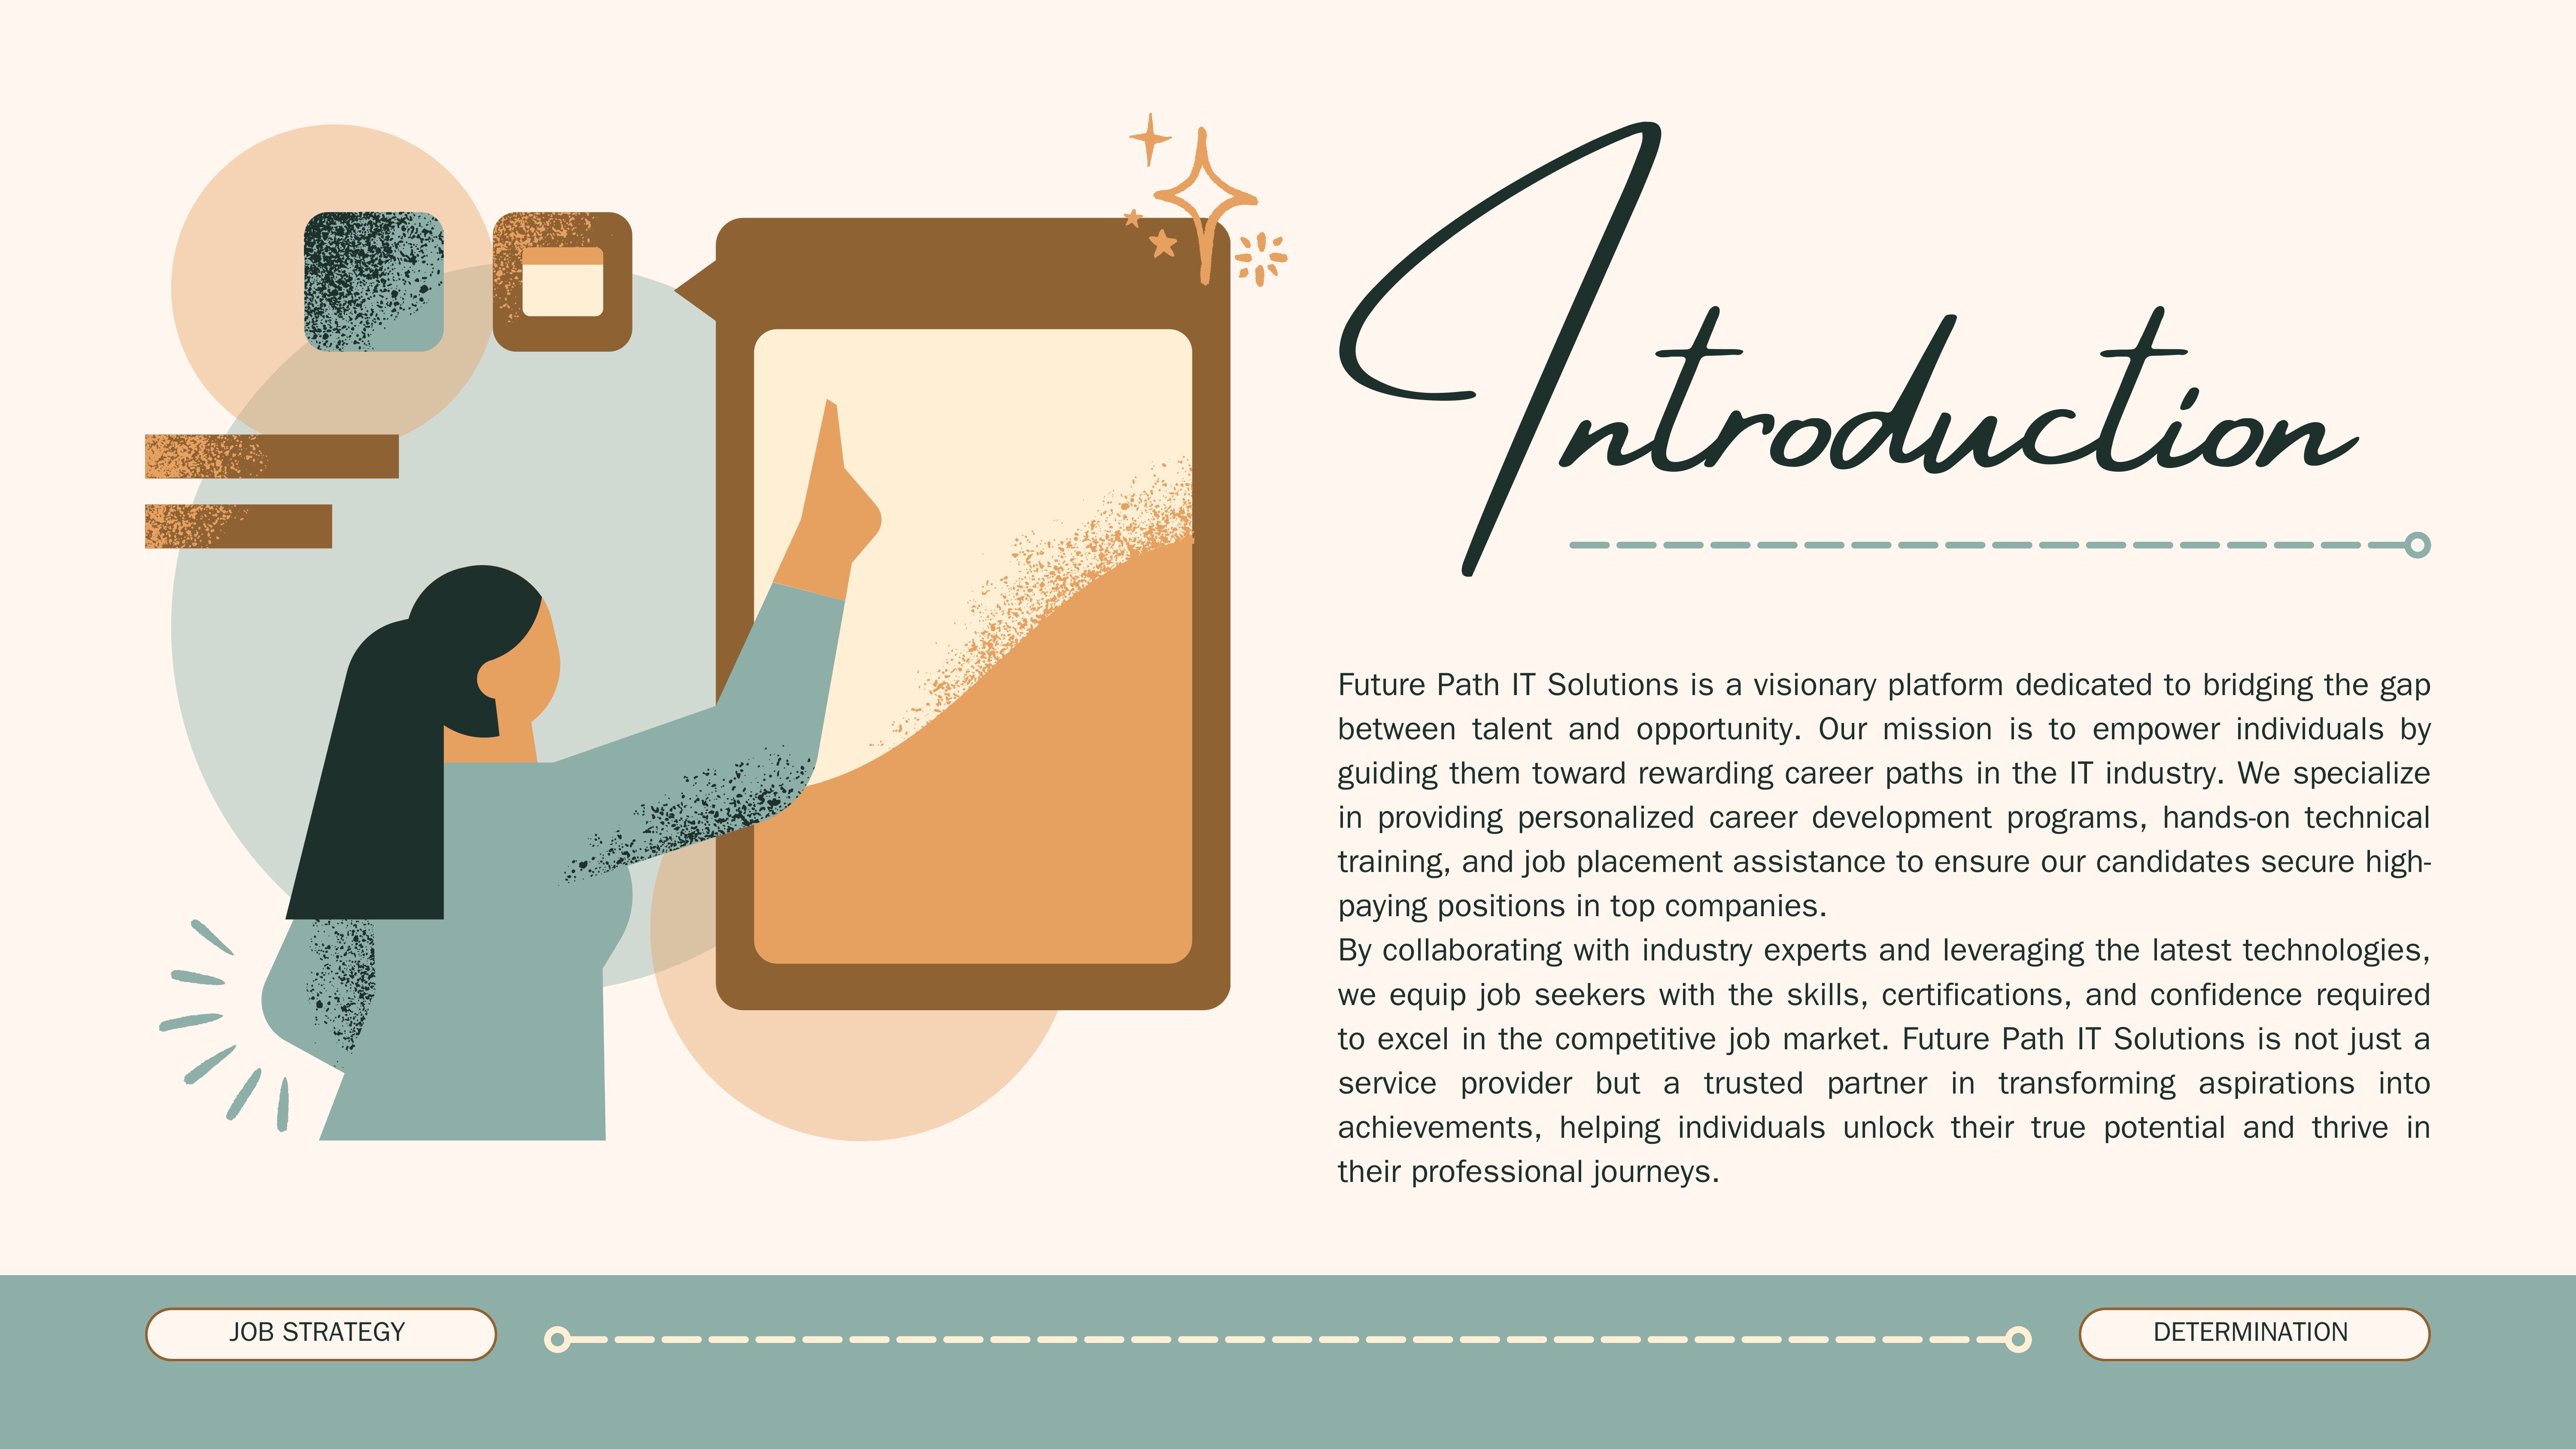 Introduction
Future Path IT Solutions is a visionary platform dedicated to bridging the gap
between talent and opportunity. Our mission is to empower individuals by
guiding them toward rewarding career paths in the IT industry. We specialize
in providing personalized career development programs, hands-on technical
training, and job placement assistance to ensure our candidates secure high-
paying positions in top companies.
By collaborating with industry experts and leveraging the latest technologies,
we equip job seekers with the skills, certifications, and confidence required
to excel in the competitive job market. Future Path IT Solutions is not just a
service provider but a trusted partner in transforming aspirations into
achievements, helping individuals unlock their true potential and thrive in
their professional journeys.
JOB STRATEGY
DETERMINATION